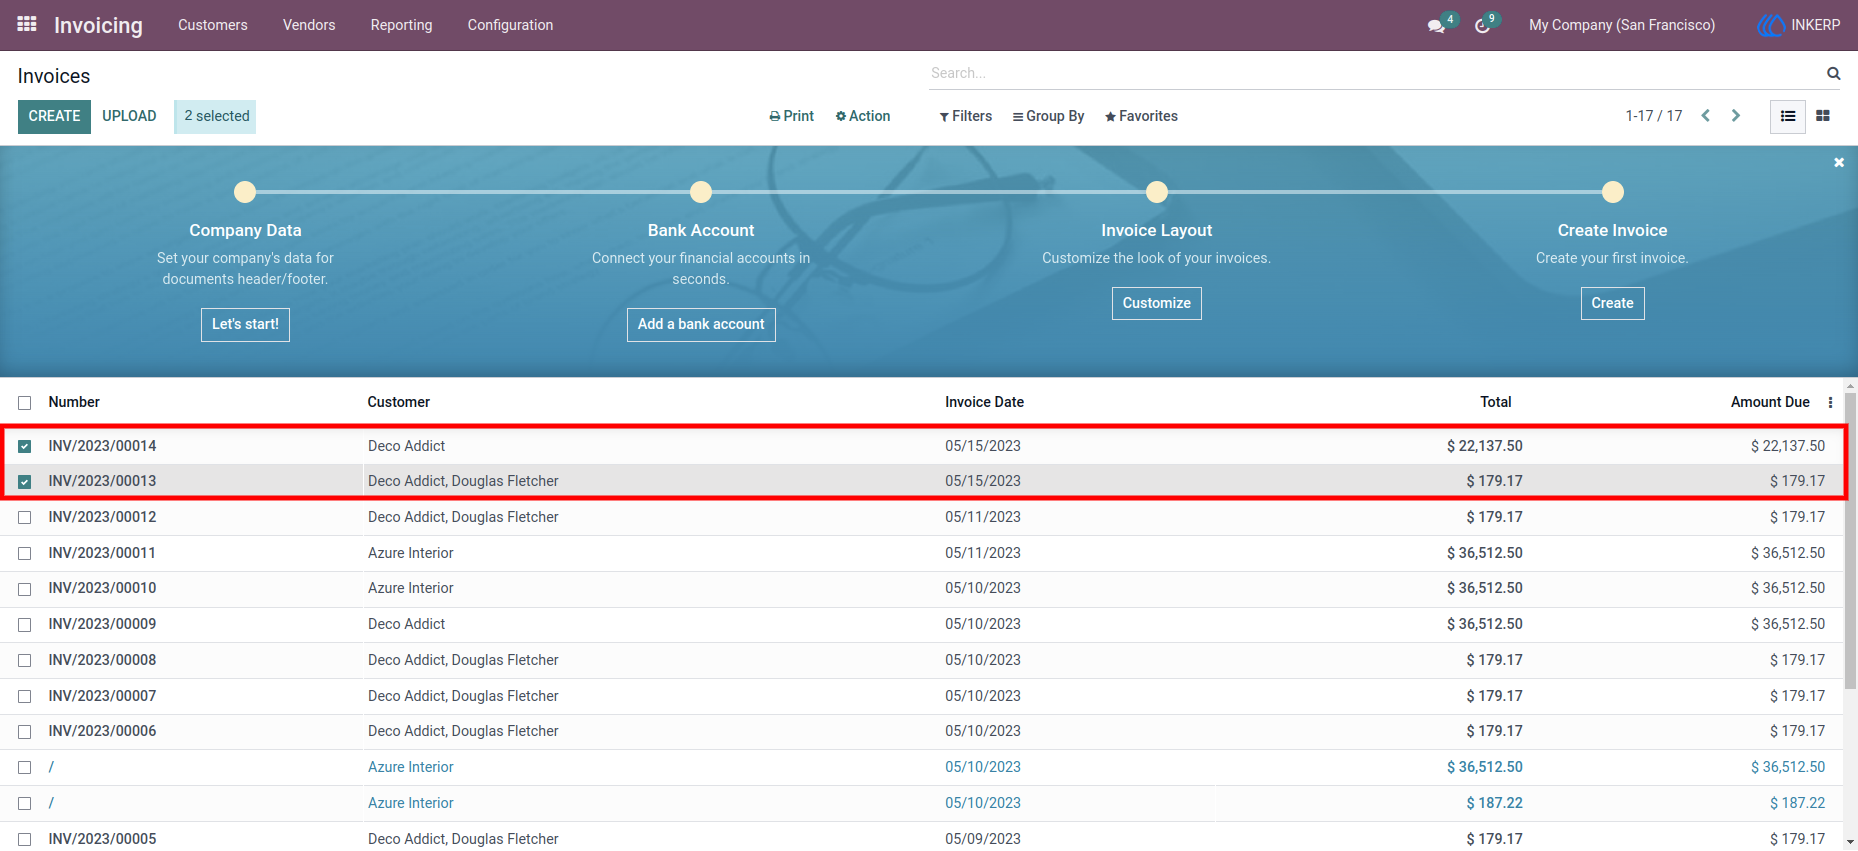 Invoicing Customers Vendors Reporting Configuration 4 9 My Company (San Francisco) INKERP
Invoices Search...
CREATE UPLOAD 2 selected Print Action Filters Group By Favorites 1-17 / 17
Company Data Bank Account Invoice Layout Create Invoice
Set your company's data for Connect your financial accounts in Customize the look of your invoices. Create your first invoice.
documents header/footer. seconds.
Customize Create
Let's start! Add a bank account
Number Customer Invoice Date Total Amount Due
INV/2023/00014 Deco Addict 05/15/2023 $ 22,137.50 $ 22,137.50
INV/2023/00013 Deco Addict, Douglas Fletcher 05/15/2023 $ 179.17 $ 179.17
INV/2023/00012 Deco Addict, Douglas Fletcher 05/11/2023 $ 179.17 $ 179.17
INV/2023/00011 Azure Interior 05/11/2023 $ 36,512.50 $ 36,512.50
INV/2023/00010 Azure Interior 05/10/2023 $ 36,512.50 $ 36,512.50
INV/2023/00009 Deco Addict 05/10/2023 $ 36,512.50 $ 36,512.50
INV/2023/00008 Deco Addict, Douglas Fletcher 05/10/2023 $ 179.17 $ 179.17
INV/2023/00007 Deco Addict, Douglas Fletcher 05/10/2023 $ 179.17 $ 179.17
INV/2023/00006 Deco Addict, Douglas Fletcher 05/10/2023 $ 179.17 $ 179.17
/ Azure Interior 05/10/2023 $ 36,512.50 $ 36,512.50
/ Azure Interior 05/10/2023 $ 187.22 $ 187.22
INV/2023/00005 Deco Addict, Douglas Fletcher 05/09/2023 $ 179.17 $ 179.17